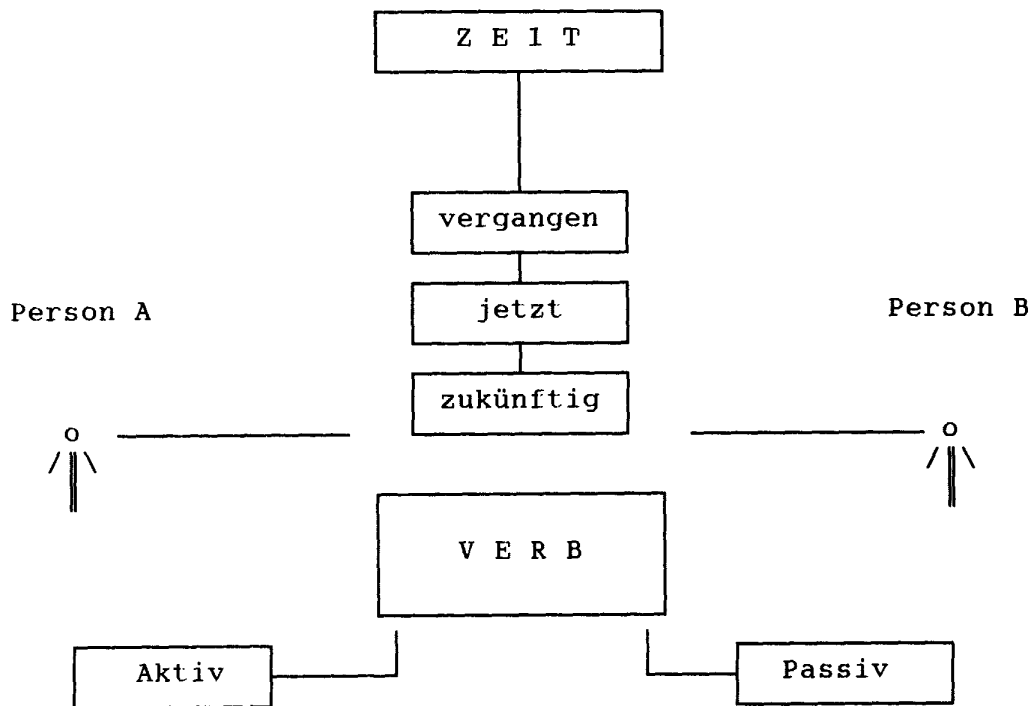 Z E I T
vergangen
jetzt
Person A
Person B
zukünftig
V E R B
Aktiv
Passiv